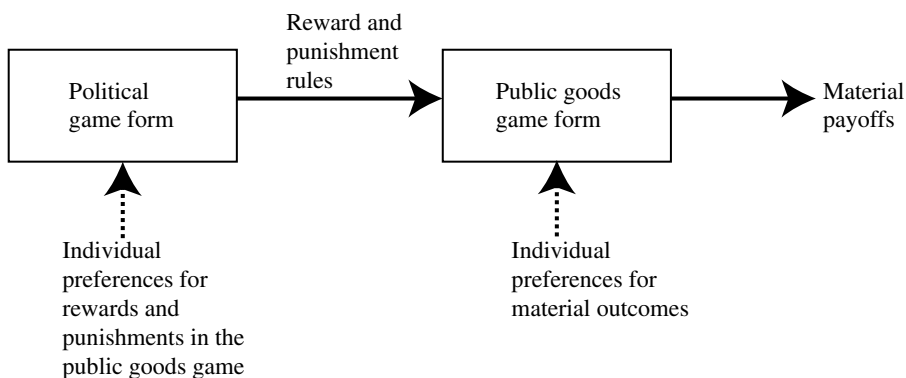 Reward and
punishment
rules
Political
game form
Public goods
game form
Material
payoffs
Individual
preferences for
rewards and
punishments in the
public goods game
Individual
preferences for
material outcomes